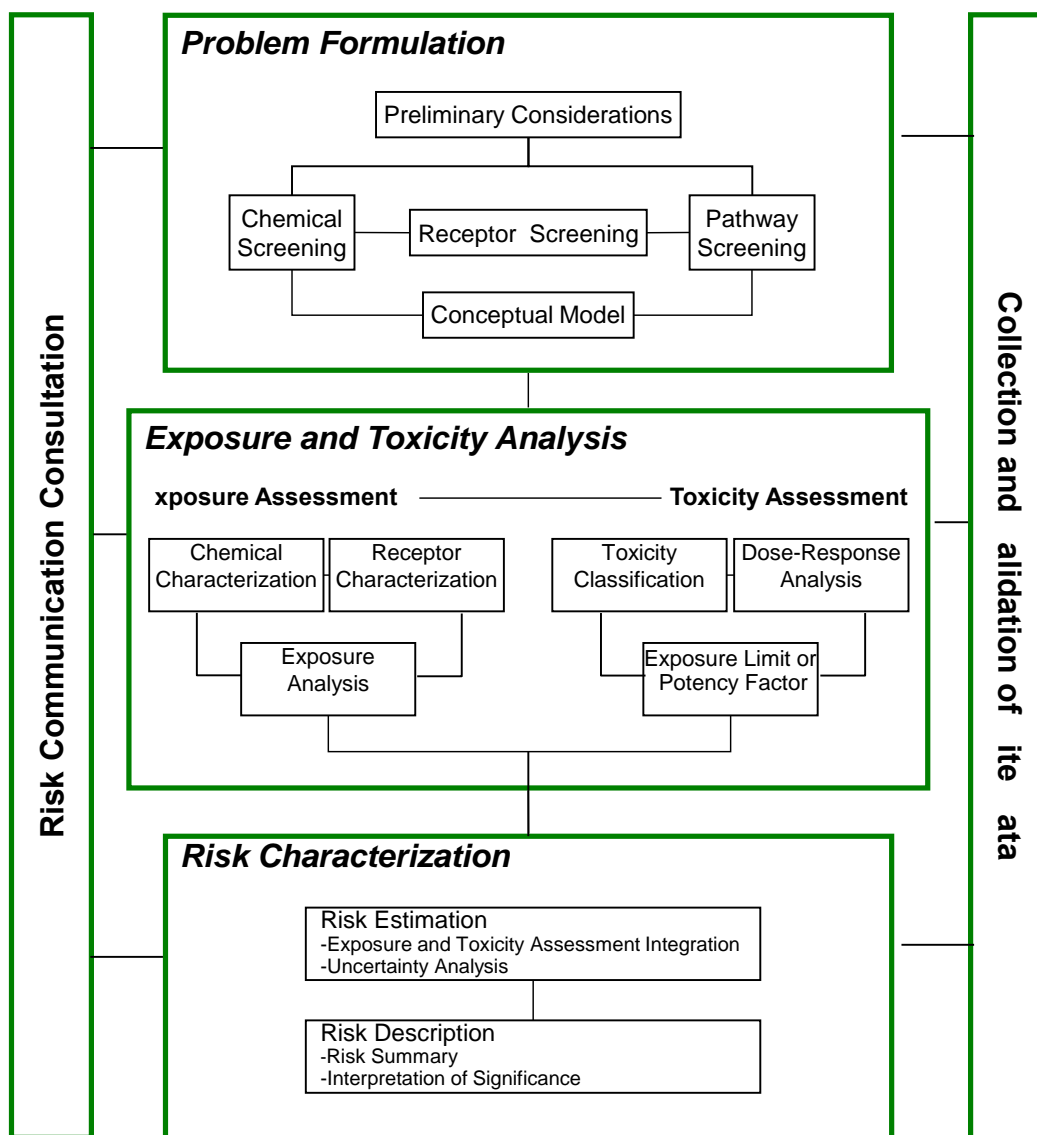 Problem Formulation
Preliminary Considerations
Chemical
Screening
Receptor Screening
Pathway
Screening
Conceptual Model
Exposure and Toxicity Analysis
xposure Assessment
Toxicity Assessment
Chemical
Characterization
Receptor
Characterization
Toxicity
Classification
Dose-Response
Analysis
Exposure
Analysis
Exposure Limit or
Potency Factor
Risk Characterization
Risk Estimation
-Exposure and Toxicity Assessment Integration
-Uncertainty Analysis
Risk Description
-Risk Summary
-Interpretation of Significance
Risk Communication Consultation
Collection and alidation of ite ata